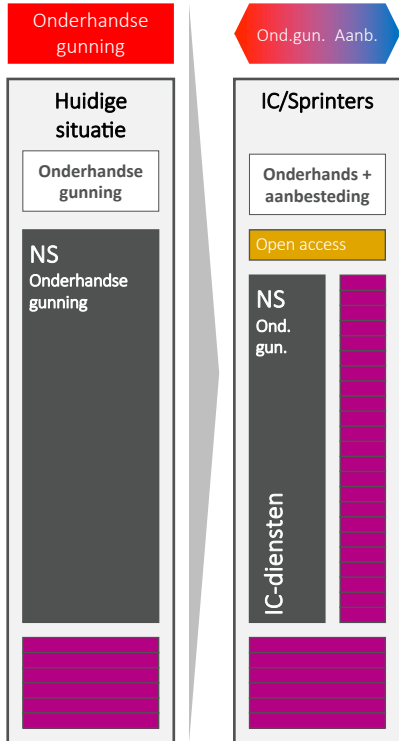 Onderhandse
gunning
Huidige
situatie
Onderhandse
gunning
NS
Onderhandse
gunning
Ond.gun. Aanb.
IC/Sprinters
Onderhands +
aanbesteding
Open access
NS
Ond.
gun.
IC-diensten